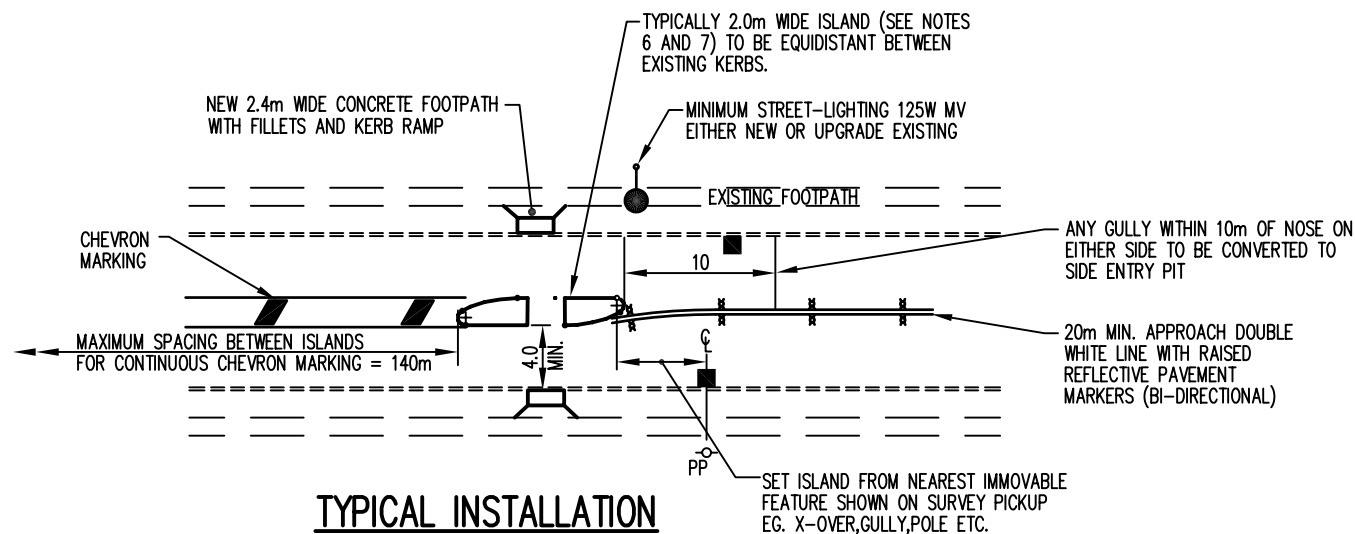 TYPICALLY 2.0m WIDE ISLAND (SEE NOTES
6 AND 7) TO BE EQUIDISTANT BETWEEN
EXISTING KERBS.
NEW 2.4m WIDE CONCRETE FOOTPATH
WITH FILLETS AND KERB RAMP
MINIMUM STREET-LIGHTING 125W MV
EITHER NEW OR UPGRADE EXISTING
EXISTING FOOTPATH
CHEVRON
MARKING
ANY GULLY WITHIN 10m OF NOSE ON
EITHER SIDE TO BE CONVERTED TO
SIDE ENTRY PIT
10
MAXIMUM SPACING BETWEEN ISLANDS
FOR CONTINUOUS CHEVRON MARKING = 140m
4.0
MIN.
℄
20m MIN. APPROACH DOUBLE
WHITE LINE WITH RAISED
REFLECTIVE PAVEMENT
MARKERS (BI-DIRECTIONAL)
PP
SET ISLAND FROM NEAREST IMMOVABLE
FEATURE SHOWN ON SURVEY PICKUP
EG. X-OVER,GULLY,POLE ETC.
TYPICAL INSTALLATION